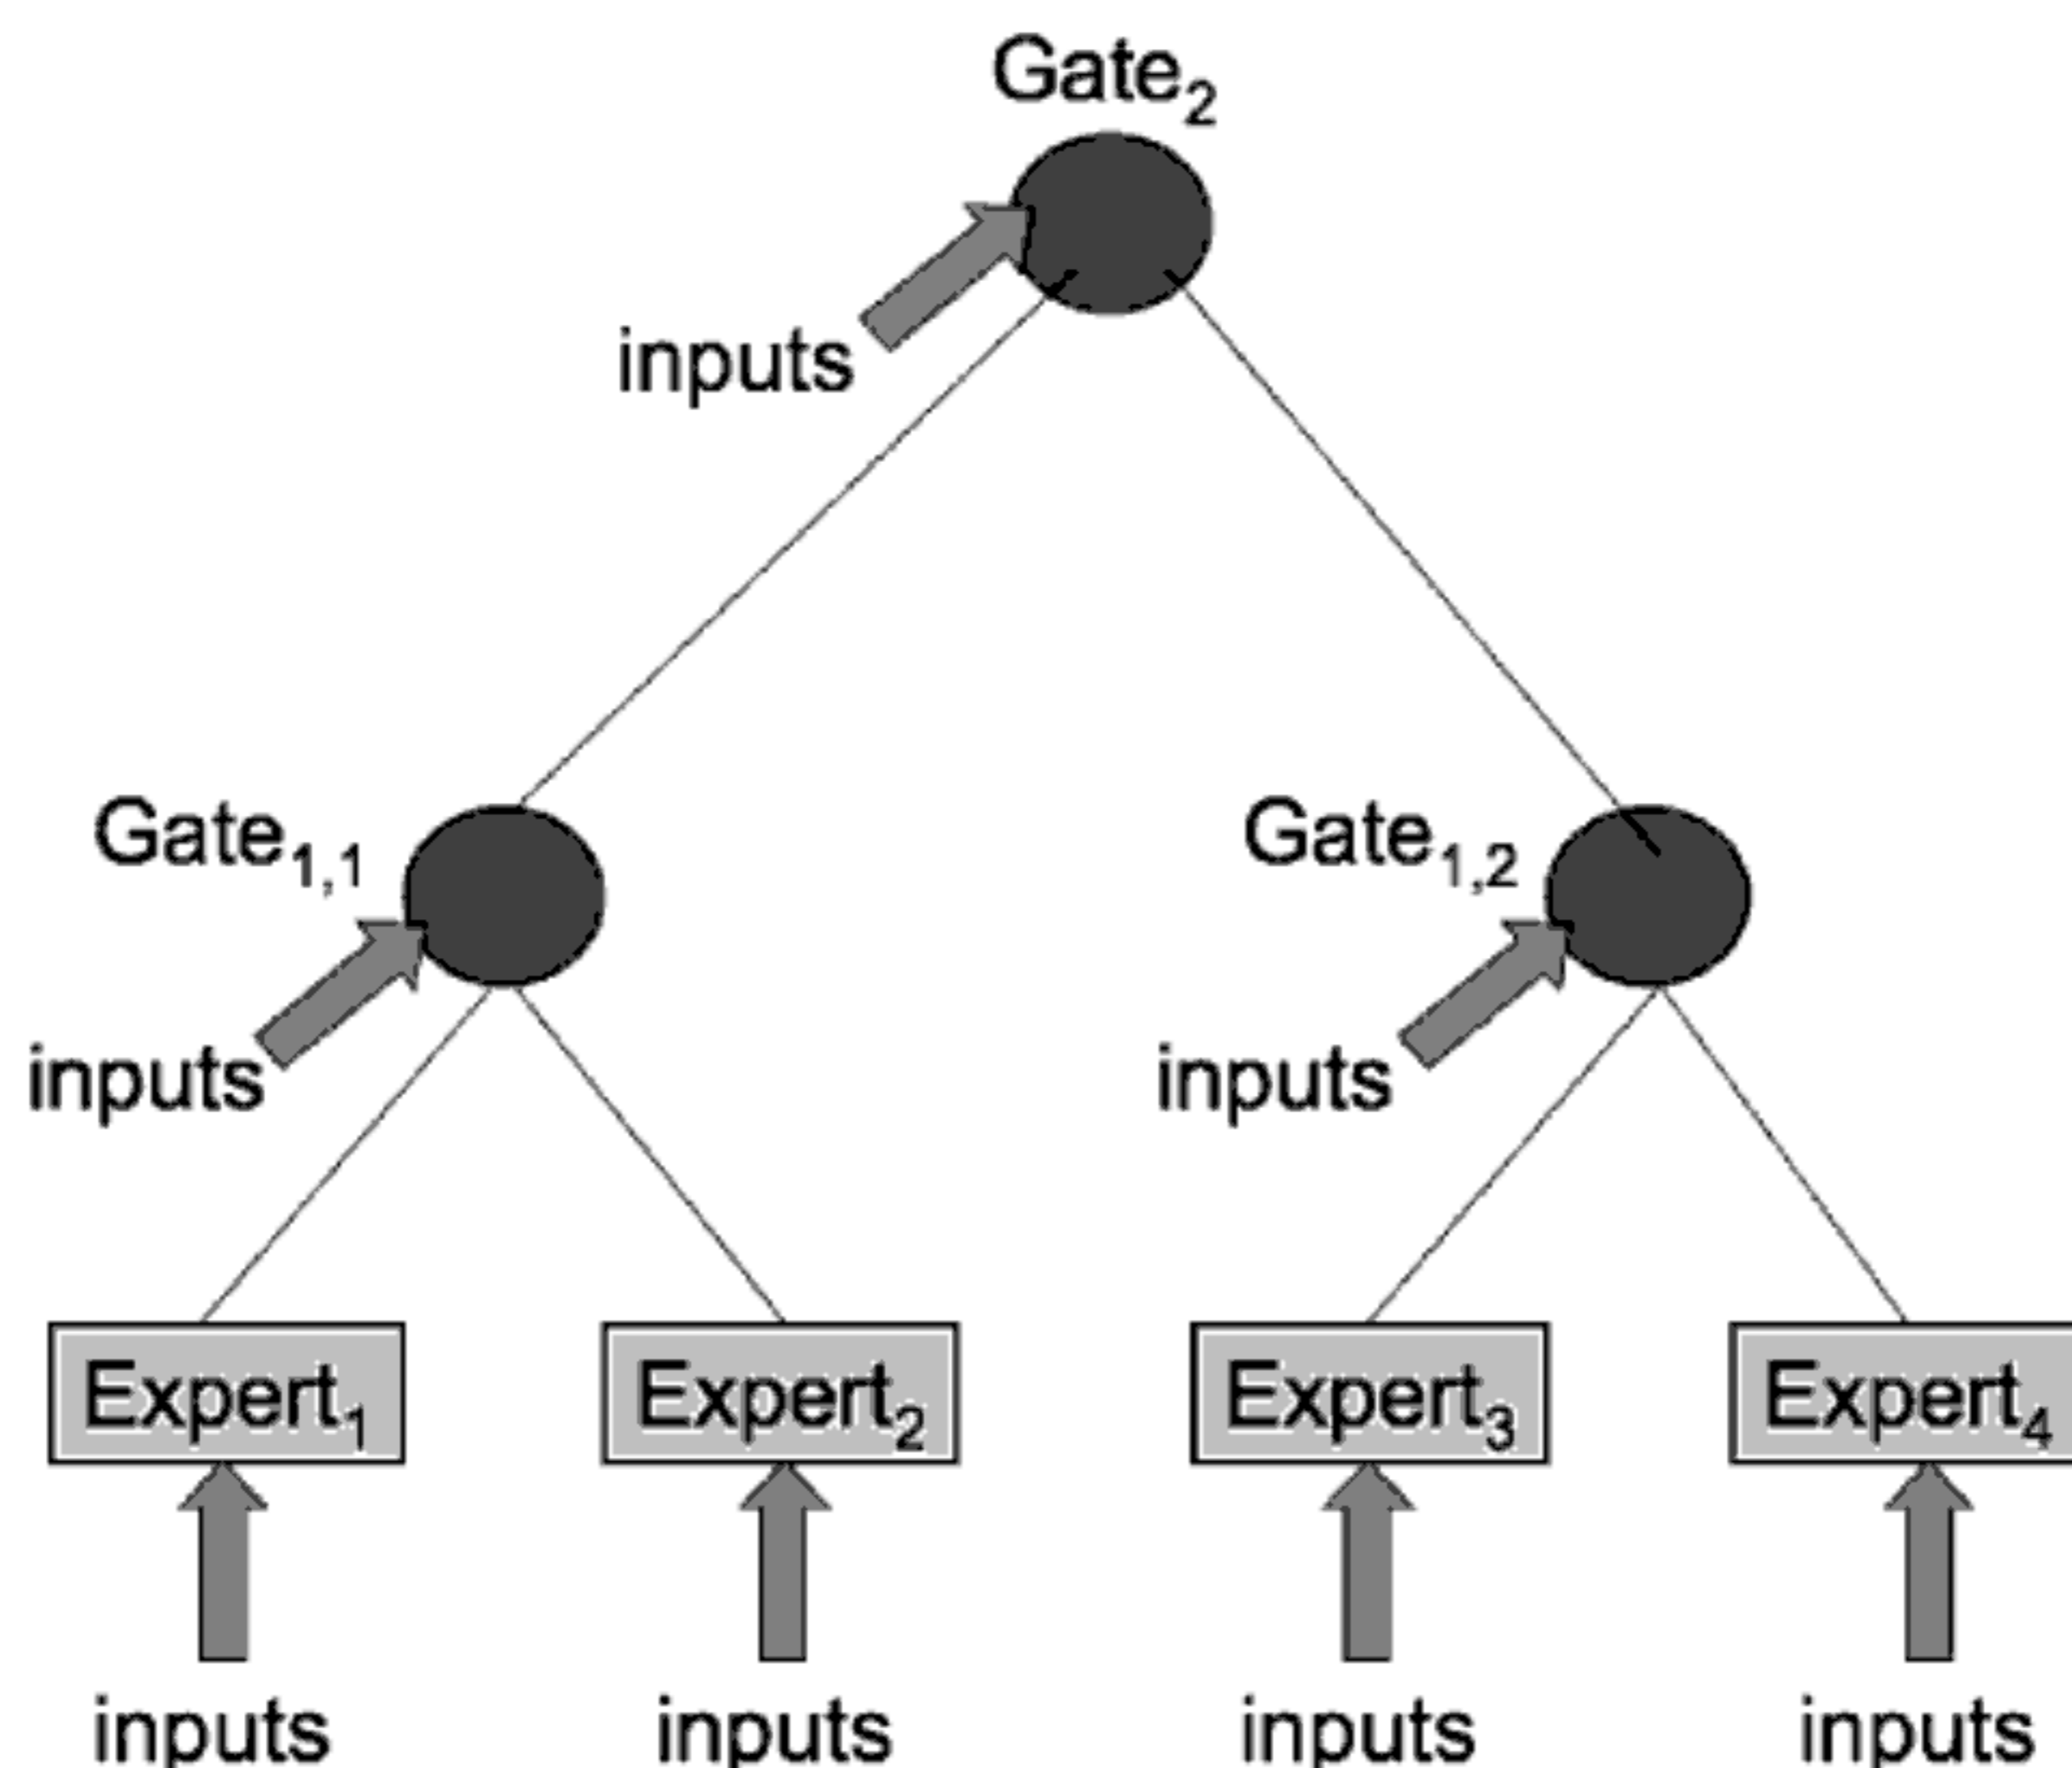 Gate₂
inputs
Gate₁,₁
Gate₁,₂
inputs
inputs
Expert₁
Expert₂
Expert₃
Expert₄
inputs
inputs
inputs
inputs